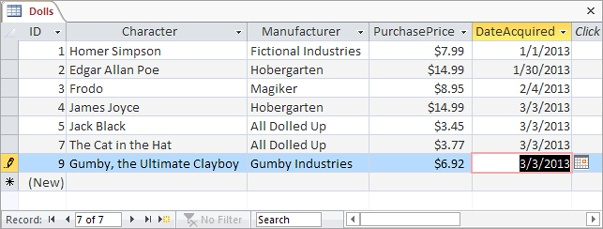 Dolls
ID Character Manufacturer PurchasePrice DateAcquired Click
1 Homer Simpson Fictional Industries $7.99 1/1/2013
2 Edgar Allan Poe Hobergarten $14.99 1/30/2013
3 Frodo Magiker $8.95 2/4/2013
4 James Joyce Hobergarten $14.99 3/3/2013
5 Jack Black All Dolled Up $3.45 3/3/2013
7 The Cat in the Hat All Dolled Up $3.77 3/3/2013
9 Gumby, the Ultimate Clayboy Gumby Industries $6.92 3/3/2013
(New)
Record: 7 of 7 No Filter Search